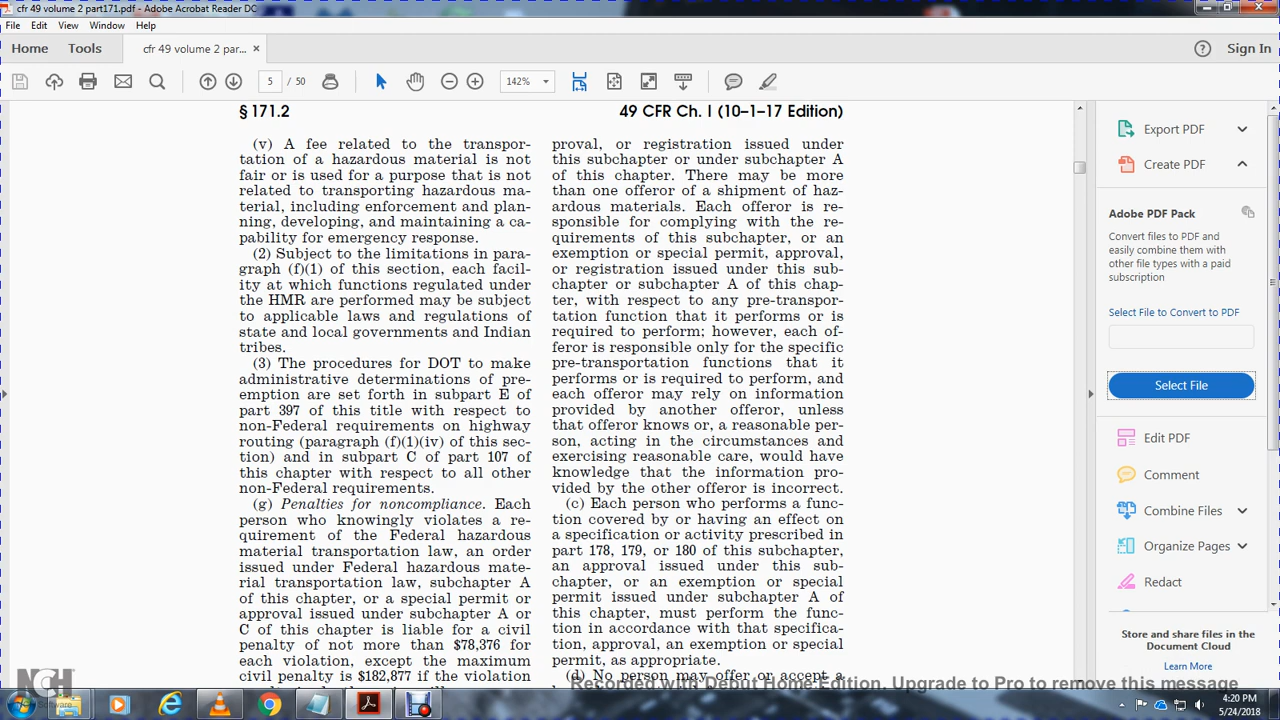 cfr 49 volume 2 part171.pdf - Adobe Acrobat Reader DC
File Edit View Window Help
Home Tools cfr 49 volume 2 par... × Sign In
5 / 50 142%
§ 171.2 49 CFR Ch. I (10–1–17 Edition)
(v) A fee related to the transpor-
tation of a hazardous material is not
fair or is used for a purpose that is not
related to transporting hazardous ma-
terial, including enforcement and plan-
ning, developing, and maintaining a ca-
pability for emergency response.
(2) Subject to the limitations in para-
graph (f)(1) of this section, each facil-
ity at which functions regulated under
the HMR are performed may be subject
to applicable laws and regulations of
state and local governments and Indian
tribes.
(3) The procedures for DOT to make
administrative determinations of pre-
emption are set forth in subpart E of
part 397 of this title with respect to
non-Federal requirements on highway
routing (paragraph (f)(1)(iv) of this sec-
tion) and in subpart C of part 107 of
this chapter with respect to all other
non-Federal requirements.
(g) Penalties for noncompliance. Each
person who knowingly violates a re-
quirement of the Federal hazardous
material transportation law, an order
issued under Federal hazardous mate-
rial transportation law, subchapter A
of this chapter, or a special permit or
approval issued under subchapter A or
C of this chapter is liable for a civil
penalty of not more than $78,376 for
each violation, except the maximum
civil penalty is $182,877 if the violation
proval, or registration issued under
this subchapter or under subchapter A
of this chapter. There may be more
than one offeror of a shipment of haz-
ardous materials. Each offeror is re-
sponsible for complying with the re-
quirements of this subchapter, or an
exemption or special permit, approval,
or registration issued under this sub-
chapter or subchapter A of this chap-
ter, with respect to any pre-transpor-
tation function that it performs or is
required to perform; however, each of-
feror is responsible only for the specific
pre-transportation functions that it
performs or is required to perform, and
each offeror may rely on information
provided by another offeror, unless
that offeror knows or, a reasonable per-
son, acting in the circumstances and
exercising reasonable care, would have
knowledge that the information pro-
vided by the other offeror is incorrect.
(c) Each person who performs a func-
tion covered by or having an effect on
a specification or activity prescribed in
part 178, 179, or 180 of this subchapter,
an approval issued under this sub-
chapter, or an exemption or special
permit issued under subchapter A of
this chapter, must perform the func-
tion in accordance with that specifica-
tion, approval, an exemption or special
permit, as appropriate.
(d) No person may offer or accept a
Export PDF
Create PDF
Adobe PDF Pack
Convert files to PDF and
easily combine them with
other file types with a paid
subscription
Select File to Convert to PDF
Select File
Edit PDF
Comment
Combine Files
Organize Pages
Redact
Store and share files in the
Document Cloud
Learn More
NCH
Software
Recorded with Debut Home Edition. Upgrade to Pro to remove this message
4:20 PM
5/24/2018